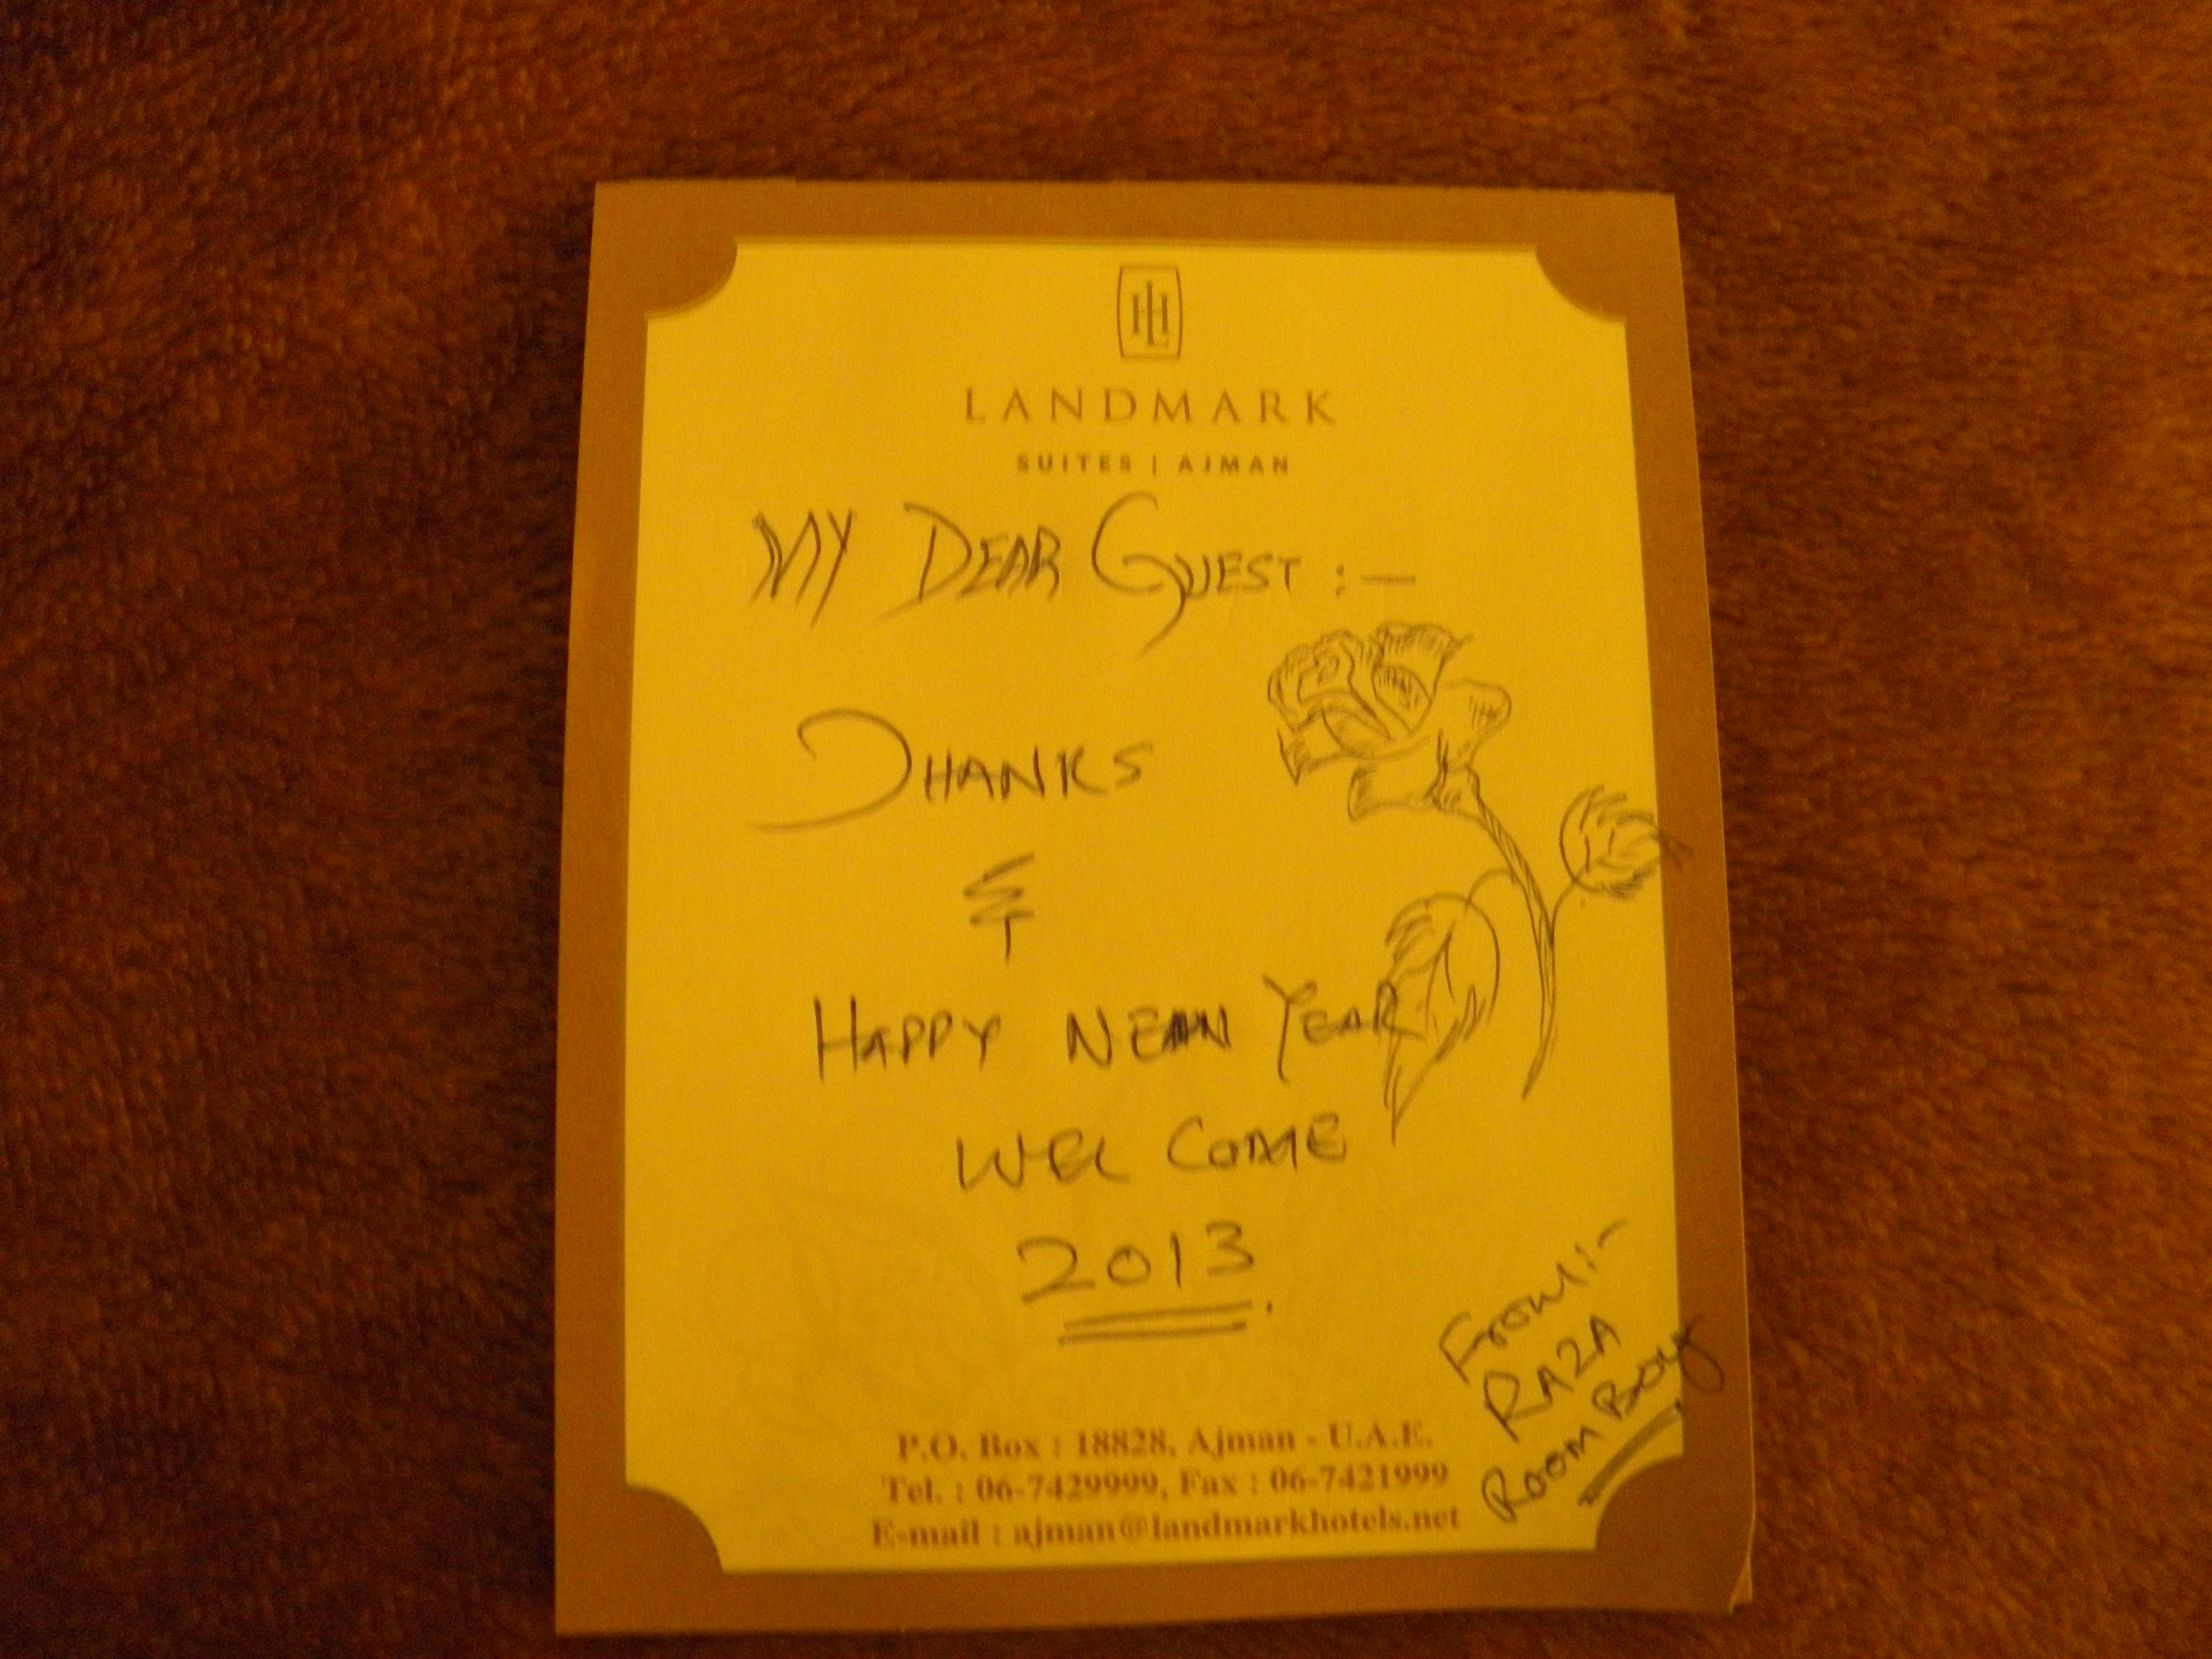 LANDMARK
SUITES | AJMAN
MY DEAR GUEST :—
THANKS
&
HAPPY NEW YEAR
WEL COME
2013.
From:-
RAZA
ROOM BOY
P.O. Box : 18828, Ajman - U.A.E.
Tel. : 06-7429999, Fax : 06-7421999
E-mail : ajman@landmarkhotels.net